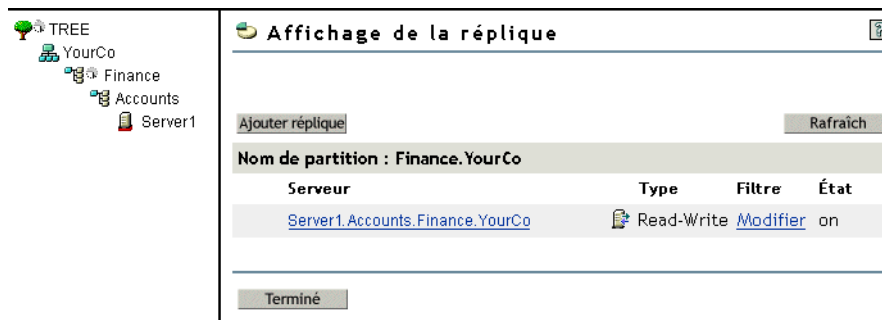 TREE
YourCo
Finance
Accounts
Server1
Affichage de la réplique
?
Ajouter réplique
Rafraîch
Nom de partition : Finance.YourCo
Serveur Type Filtre État
Server1.Accounts.Finance.YourCo Read-Write Modifier on
Terminé